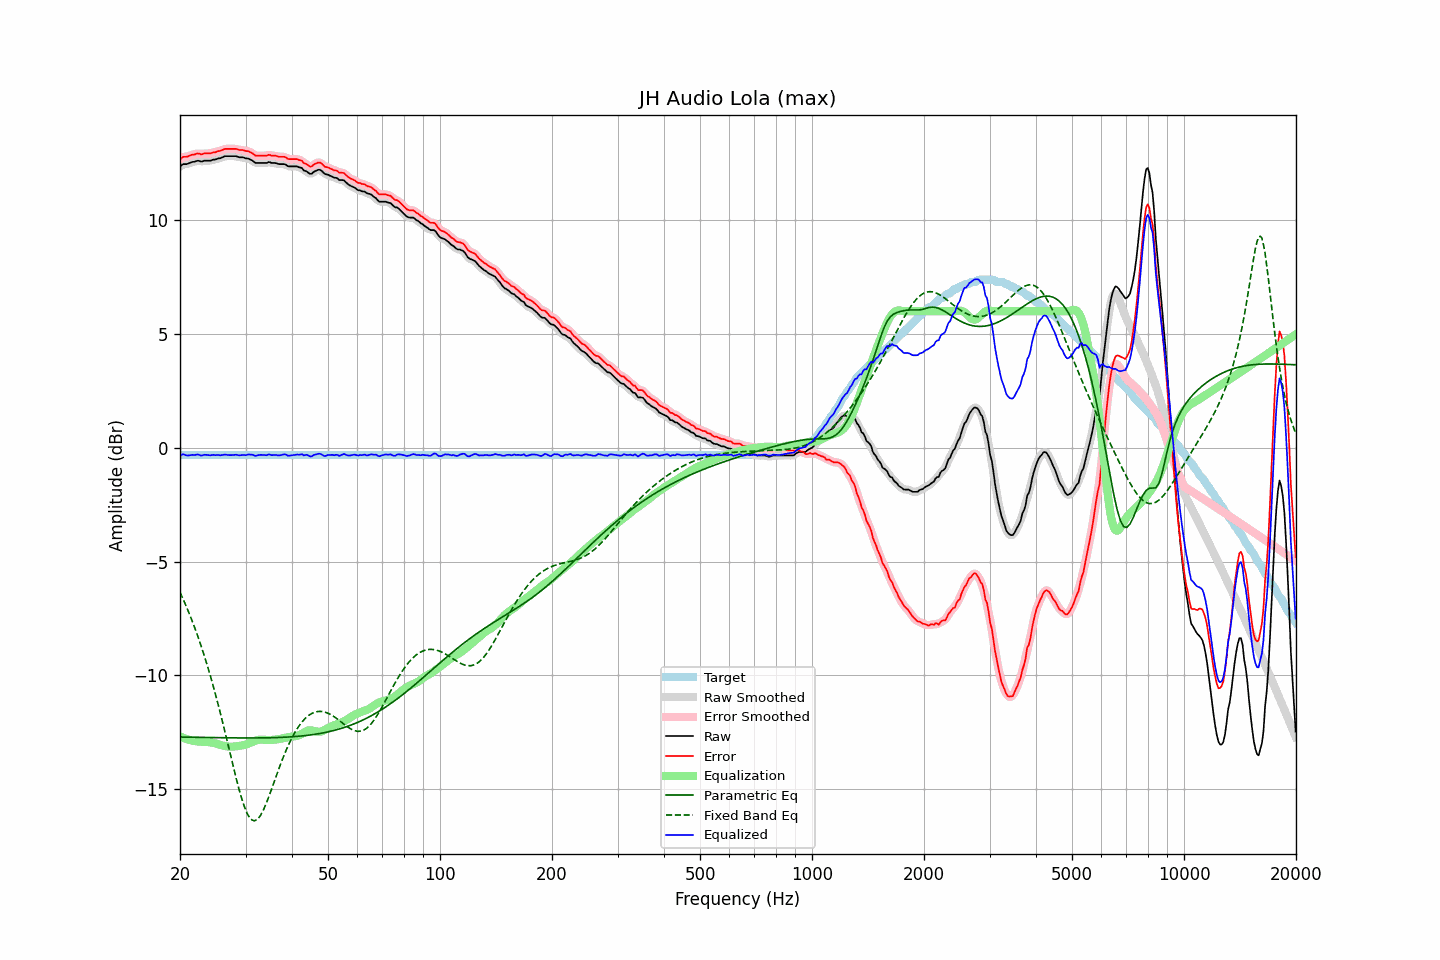 JH Audio Lola (max)
Amplitude (dBr)
10
5
0
−5
−10
−15
Target
Raw Smoothed
Error Smoothed
Raw
Error
Equalization
Parametric Eq
Fixed Band Eq
Equalized
20 50 100 200 500 1000 2000 5000 10000 20000
Frequency (Hz)